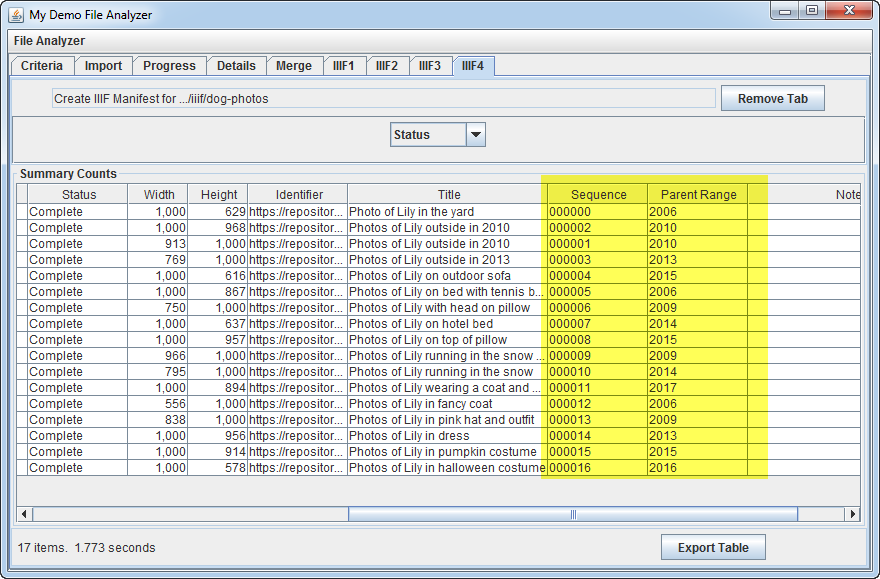 My Demo File Analyzer
File Analyzer
Criteria Import Progress Details Merge IIIF1 IIIF2 IIIF3 IIIF4
Create IIIF Manifest for .../iiif/dog-photos Remove Tab
Status
Summary Counts
Status Width Height Identifier Title Sequence Parent Range Note
Complete 1,000 629 https://repositor... Photo of Lily in the yard 000000 2006
Complete 1,000 968 https://repositor... Photos of Lily outside in 2010 000002 2010
Complete 913 1,000 https://repositor... Photos of Lily outside in 2010 000001 2010
Complete 769 1,000 https://repositor... Photos of Lily outside in 2013 000003 2013
Complete 1,000 616 https://repositor... Photos of Lily on outdoor sofa 000004 2015
Complete 1,000 867 https://repositor... Photos of Lily on bed with tennis b... 000005 2006
Complete 750 1,000 https://repositor... Photos of Lily with head on pillow 000006 2009
Complete 1,000 637 https://repositor... Photos of Lily on hotel bed 000007 2014
Complete 1,000 957 https://repositor... Photos of Lily on top of pillow 000008 2015
Complete 966 1,000 https://repositor... Photos of Lily running in the snow ... 000009 2009
Complete 795 1,000 https://repositor... Photos of Lily running in the snow 000010 2014
Complete 1,000 894 https://repositor... Photos of Lily wearing a coat and ... 000011 2017
Complete 556 1,000 https://repositor... Photos of Lily in fancy coat 000012 2006
Complete 838 1,000 https://repositor... Photos of Lily in pink hat and outfit 000013 2009
Complete 1,000 956 https://repositor... Photos of Lily in dress 000014 2013
Complete 1,000 914 https://repositor... Photos of Lily in pumpkin costume 000015 2015
Complete 1,000 578 https://repositor... Photos of Lily in halloween costume 000016 2016
17 items. 1.773 seconds Export Table